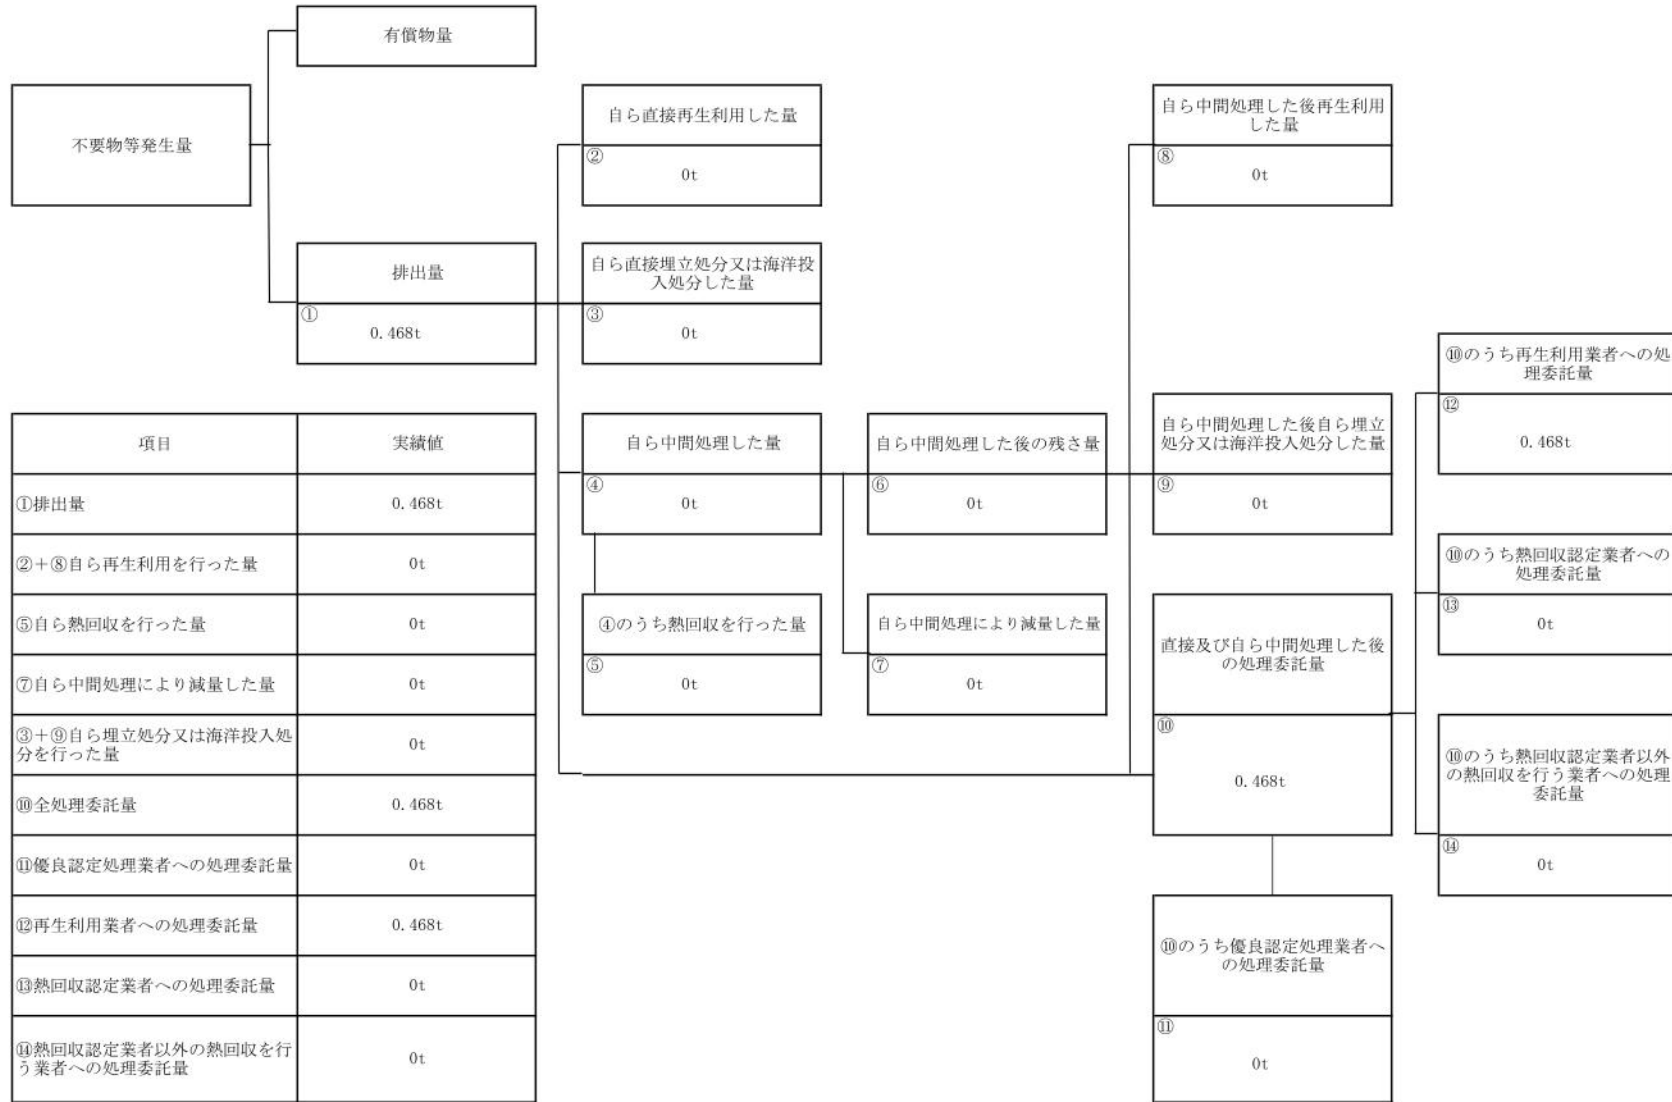 有償物量
不要物等発生量
排出量
①
0.468t
自ら直接再生利用した量
②
0t
自ら直接埋立処分又は海洋投
入処分した量
③
0t
自ら中間処理した量
④
0t
④のうち熱回収を行った量
⑤
0t
自ら中間処理した後の残さ量
⑥
0t
自ら中間処理により減量した量
⑦
0t
自ら中間処理した後再生利用
した量
⑧
0t
自ら中間処理した後自ら埋立
処分又は海洋投入処分した量
⑨
0t
直接及び自ら中間処理した後
の処理委託量
⑩
0.468t
⑩のうち優良認定処理業者へ
の処理委託量
⑪
0t
⑩のうち再生利用業者への処
理委託量
⑫
0.468t
⑩のうち熱回収認定業者への
処理委託量
⑬
0t
⑩のうち熱回収認定業者以外
の熱回収を行う業者への処理
委託量
⑭
0t
項目 実績値
①排出量 0.468t
②+⑧自ら再生利用を行った量 0t
⑤自ら熱回収を行った量 0t
⑦自ら中間処理により減量した量 0t
③+⑨自ら埋立処分又は海洋投入処
分を行った量 0t
⑩全処理委託量 0.468t
⑪優良認定処理業者への処理委託量 0t
⑫再生利用業者への処理委託量 0.468t
⑬熱回収認定業者への処理委託量 0t
⑭熱回収認定業者以外の熱回収を行
う業者への処理委託量 0t